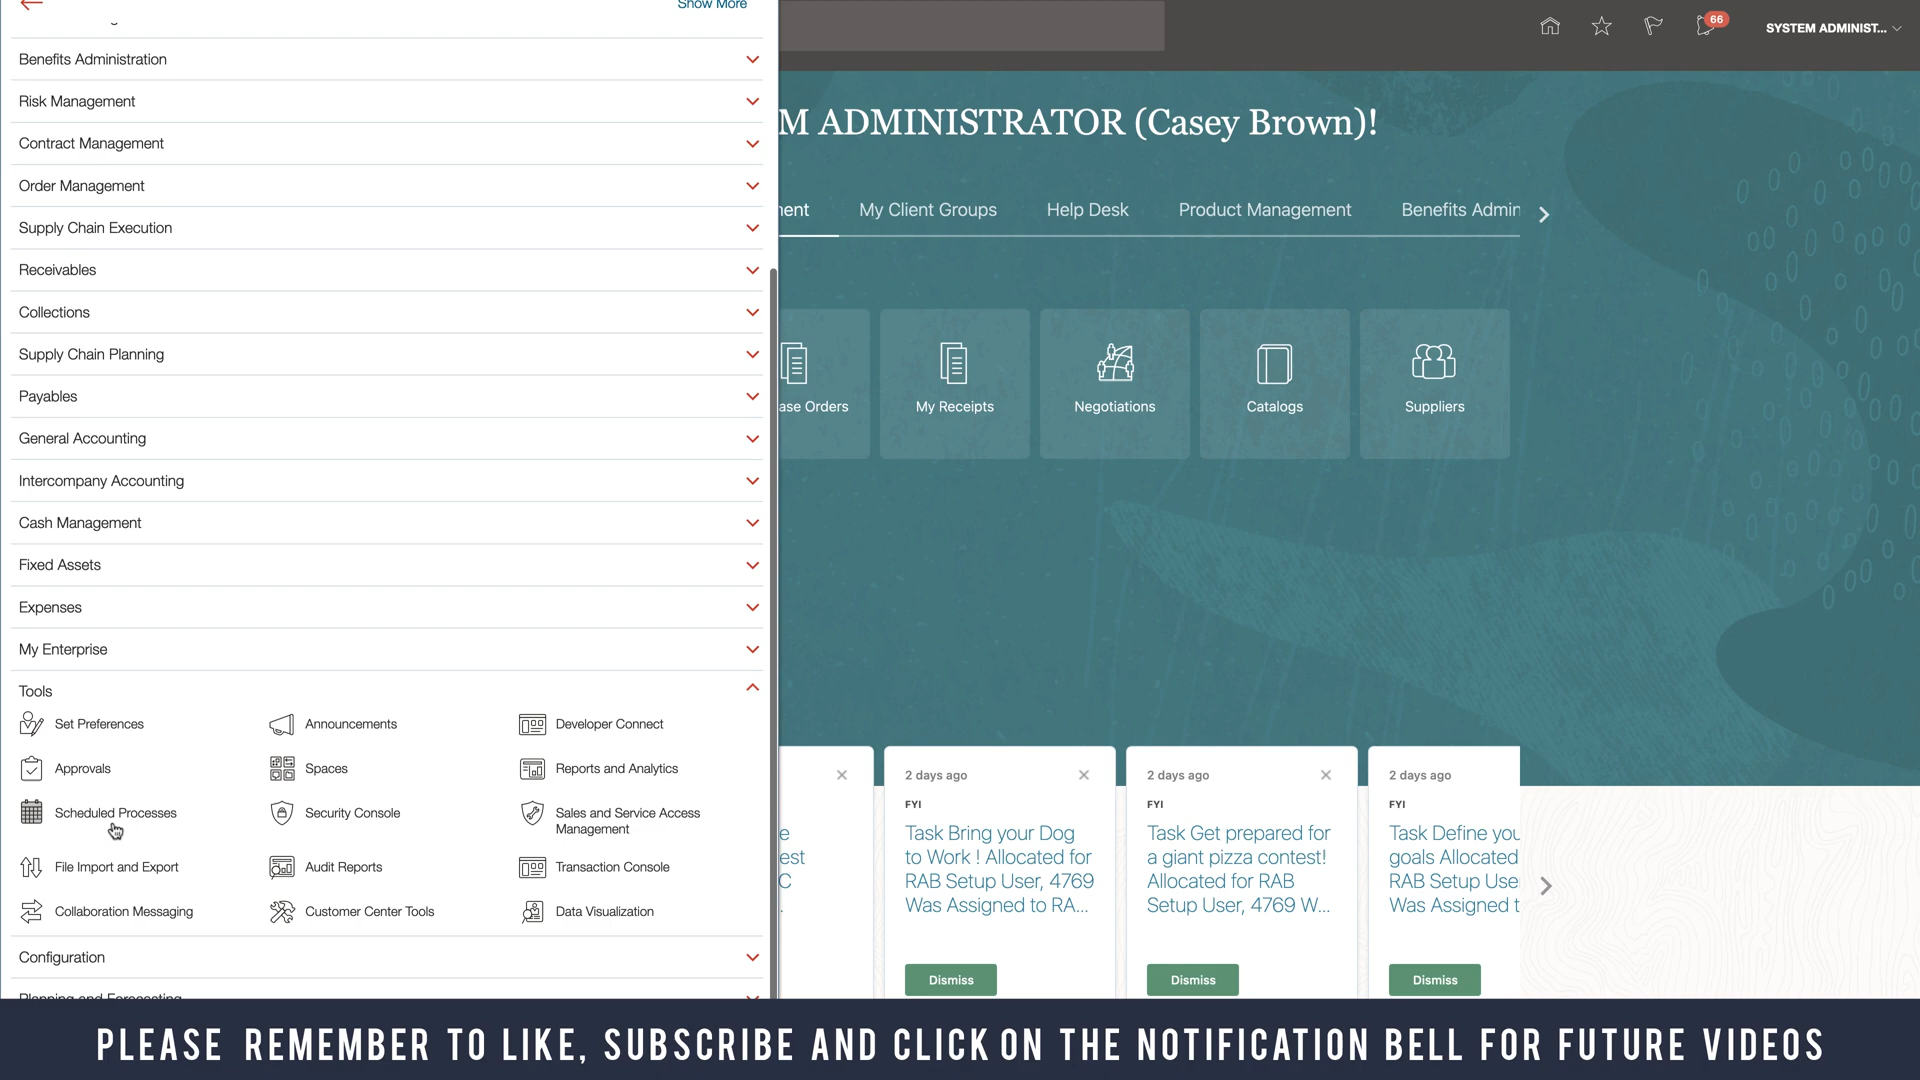 Show More
Benefits Administration
Risk Management
Contract Management
Order Management
Supply Chain Execution
Receivables
Collections
Supply Chain Planning
Payables
General Accounting
Intercompany Accounting
Cash Management
Fixed Assets
Expenses
My Enterprise
Tools
Set Preferences
Announcements
Developer Connect
Approvals
Spaces
Reports and Analytics
Scheduled Processes
Security Console
Sales and Service Access
Management
File Import and Export
Audit Reports
Transaction Console
Collaboration Messaging
Customer Center Tools
Data Visualization
Configuration
Planning and Forecasting
66
SYSTEM ADMINIST...
M ADMINISTRATOR (Casey Brown)!
nent
My Client Groups
Help Desk
Product Management
Benefits Admin
ase Orders
My Receipts
Negotiations
Catalogs
Suppliers
e
est
C
2 days ago
FYI
Task Bring your Dog
to Work ! Allocated for
RAB Setup User, 4769
Was Assigned to RA...
Dismiss
2 days ago
FYI
Task Get prepared for
a giant pizza contest!
Allocated for RAB
Setup User, 4769 W...
Dismiss
2 days ago
FYI
Task Define you
goals Allocated
RAB Setup Use
Was Assigned t
Dismiss
PLEASE REMEMBER TO LIKE, SUBSCRIBE AND CLICK ON THE NOTIFICATION BELL FOR FUTURE VIDEOS